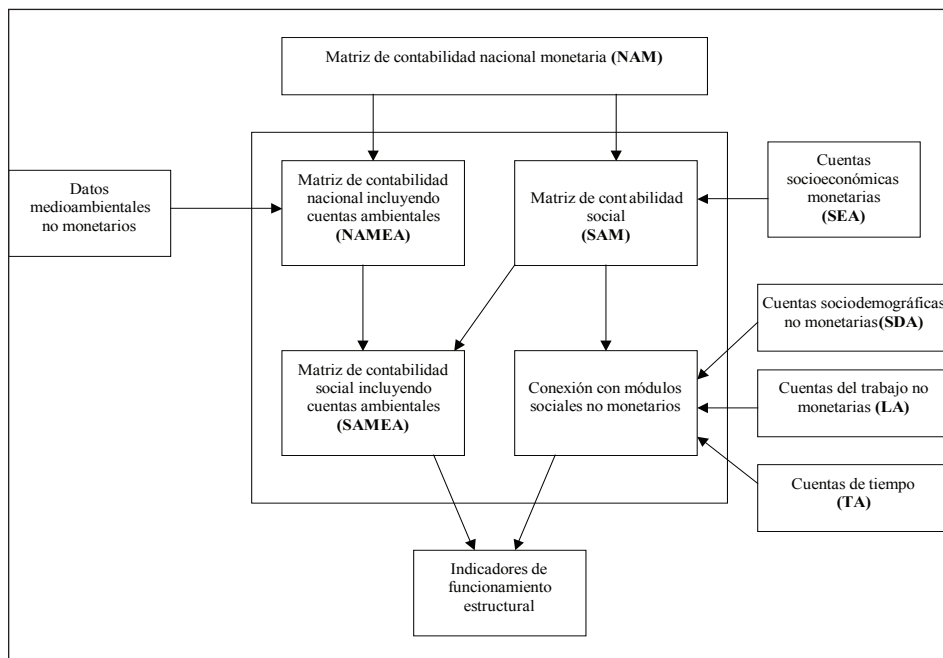 Matriz de contabilidad nacional monetaria (NAM)
Datos
medioambientales
no monetarios
Matriz de contabilidad
nacional incluyendo
cuentas ambientales
(NAMEA)
Matriz de contabilidad
social
(SAM)
Cuentas
socioeconómicas
monetarias
(SEA)
Cuentas sociodemográficas
no monetarias(SDA)
Matriz de contabilidad
social incluyendo
cuentas ambientales
(SAMEA)
Conexión con módulos
sociales no monetarios
Cuentas del trabajo no
monetarias (LA)
Cuentas de tiempo
(TA)
Indicadores de
funcionamiento
estructural